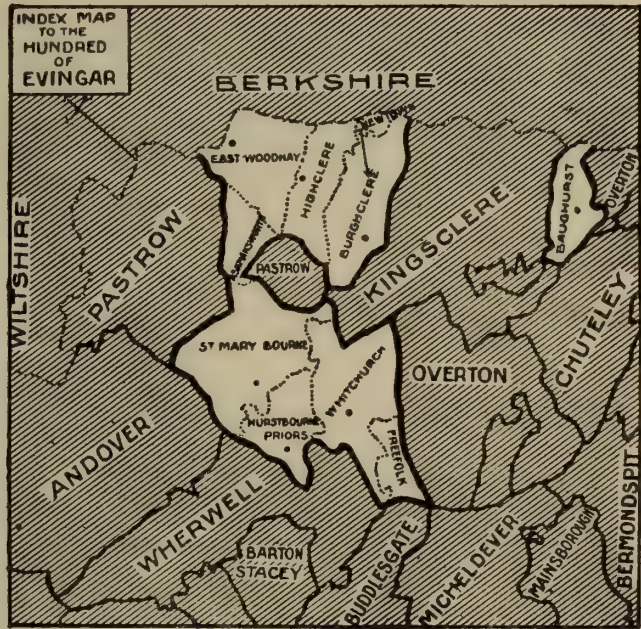 INDEX MAP
TO THE
HUNDRED
OF
EVINGAR
BERKSHIRE
NEWTOWN
EAST WOODHAY
HIGHCLERE
BURGHCLERE
OVERTON
BAUGHURST
WILTSHIRE
PASTROW
PASTROW
KINGSCLERE
CHUTELEY
ST MARY BOURNE
WHITCHURCH
OVERTON
HURSTBOURNE
PRIORS
FREEFOLK
ANDOVER
WHERWELL
BARTON
STACEY
BUDDLESGATE
MICHELDEVER
MAINSBOROUGH
BERMONDSPIT